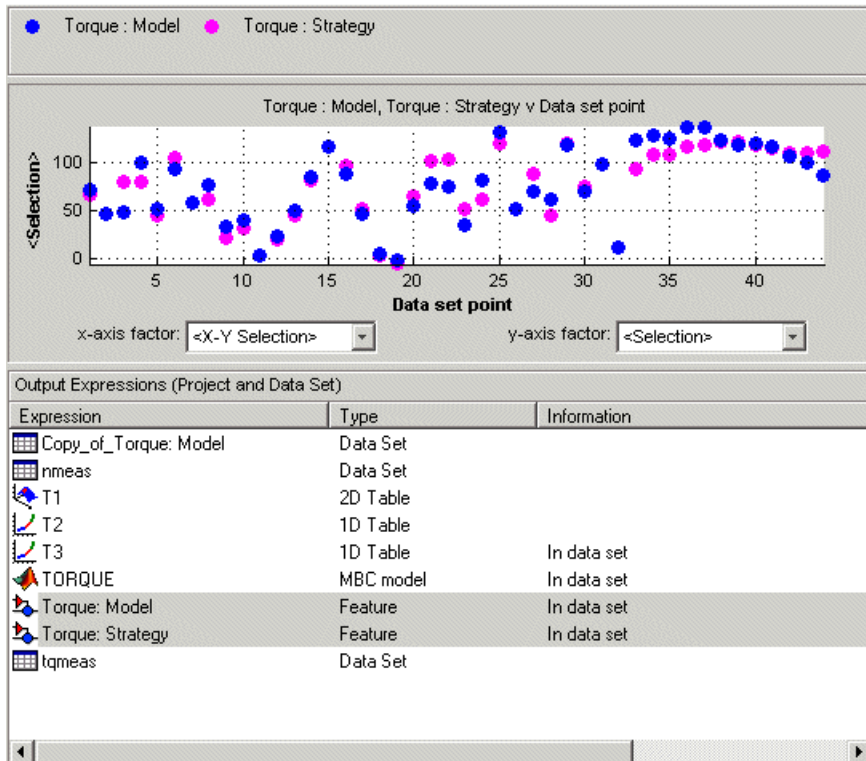 Torque : Model Torque : Strategy
Torque : Model, Torque : Strategy v Data set point
<Selection>
100
50
0
5 10 15 20 25 30 35 40
Data set point
x-axis factor: <X-Y Selection> y-axis factor: <Selection>
Output Expressions (Project and Data Set)
Expression Type Information
Copy_of_Torque: Model Data Set
nmeas Data Set
T1 2D Table
T2 1D Table
T3 1D Table In data set
TORQUE MBC model In data set
Torque: Model Feature In data set
Torque: Strategy Feature In data set
tqmeas Data Set